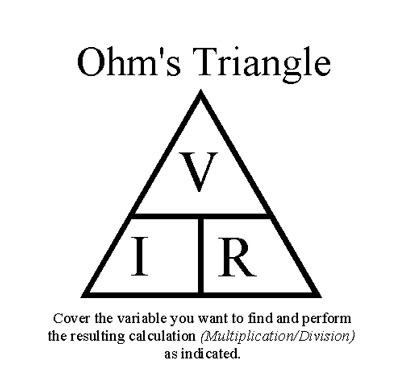 Ohm's Triangle
V
I R
Cover the variable you want to find and perform
the resulting calculation (Multiplication/Division)
as indicated.